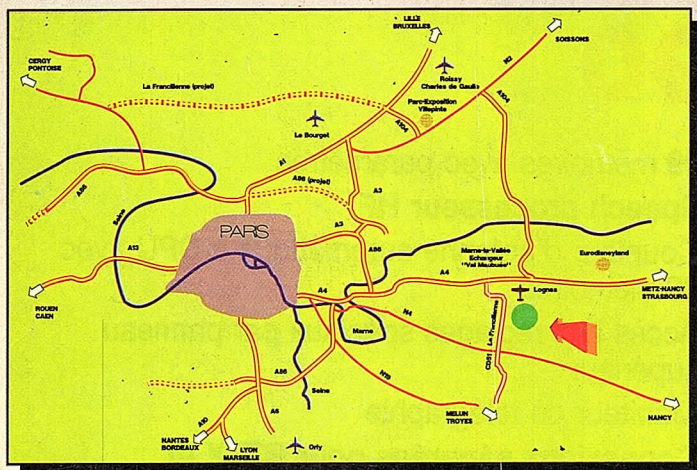 LILLE
BRUXELLES
SOISSONS
CERGY
PONTOISE
Roissy
Charles de Gaulle
N2
La Francilienne (projet)
Parc-Exposition
Villepinte
A104
A104
Le Bourget
A1
A86
A86 (projet)
A3
Seine
PARIS
A3
A86
A13
Marne-la-Vallée
Echangeur
"Val Maubuée"
Eurodisneyland
A4
METZ-NANCY
STRASBOURG
A4
Lognes
ROUEN
CAEN
N4
Marne
La Francilienne
CD51
A86
N19
Seine
A10
A6
MELUN
TROYES
NANCY
NANTES
BORDEAUX
LYON
MARSEILLE
Orly